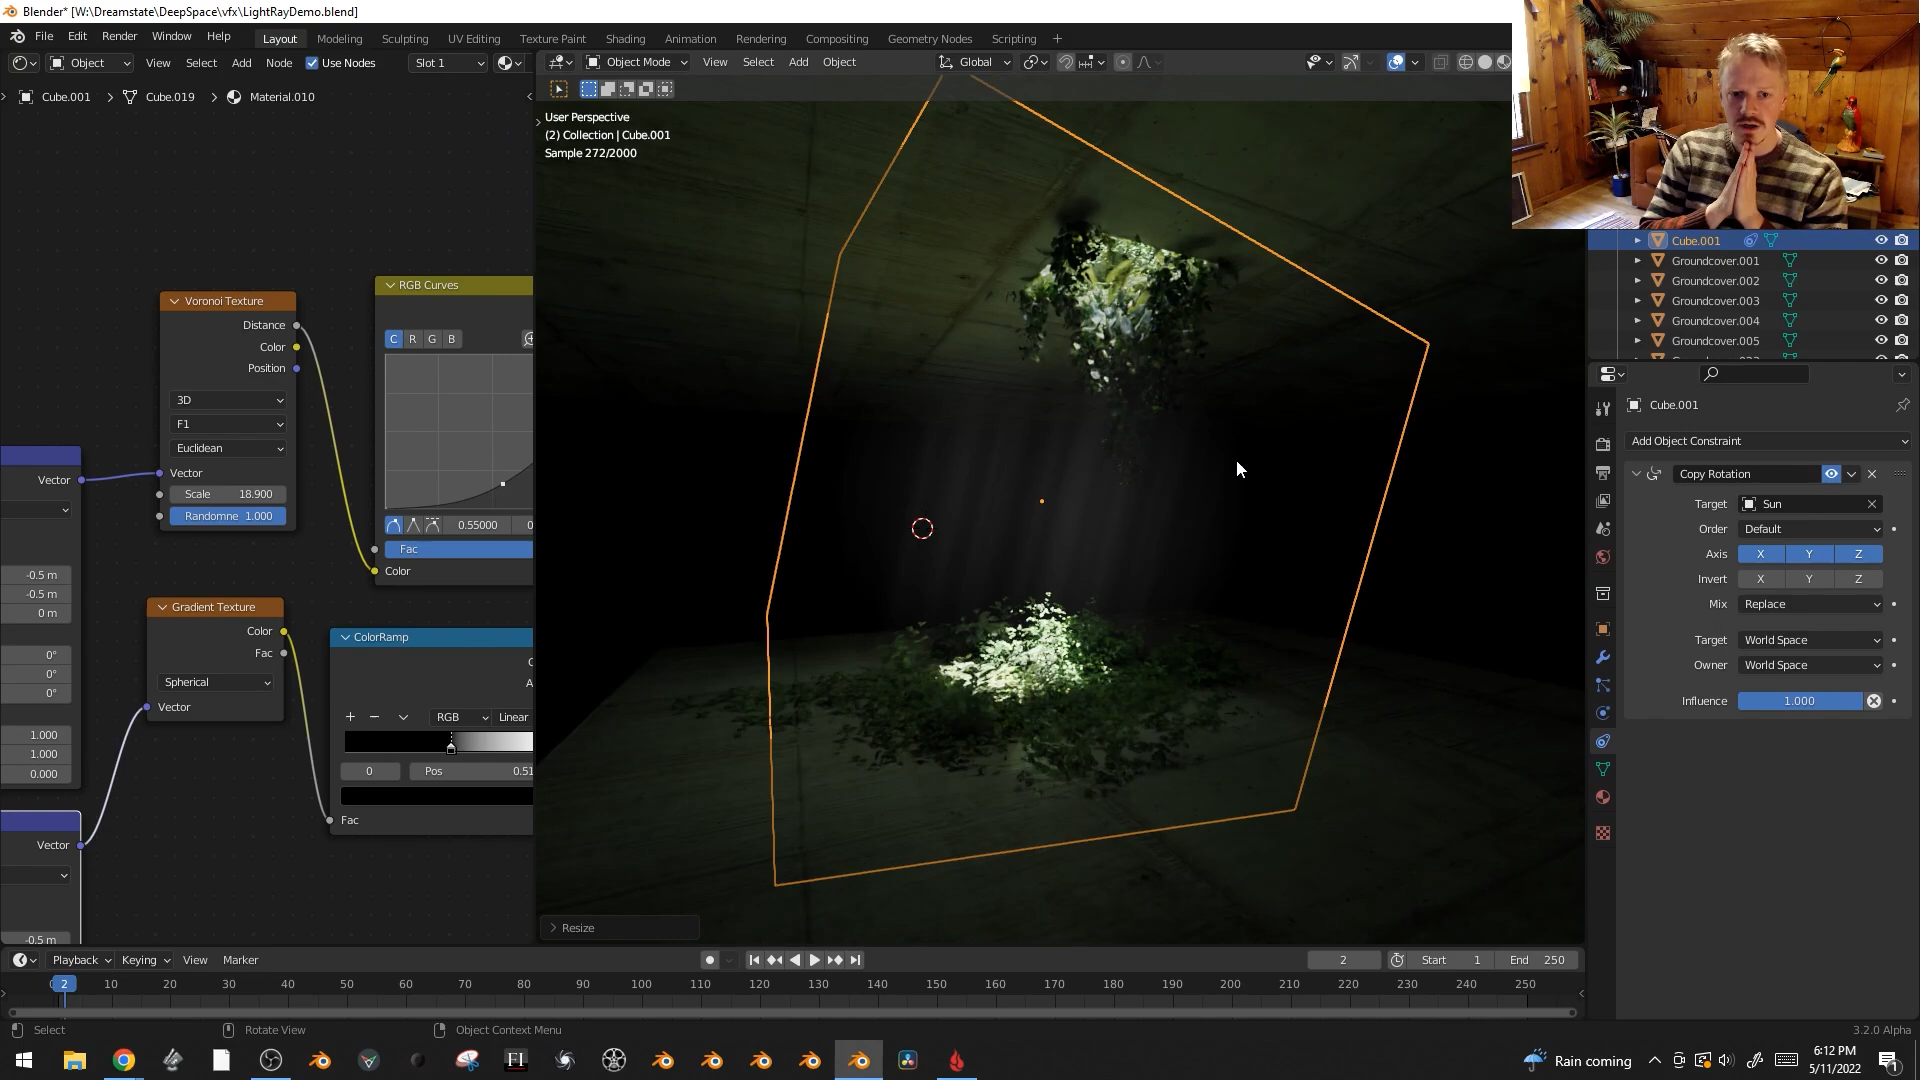 Blender* [W:\Dreamstate\DeepSpace\vfx\LightRayDemo.blend]
File Edit Render Window Help
Layout Modeling Sculpting UV Editing Texture Paint Shading Animation Rendering Compositing Geometry Nodes Scripting +
Object View Select Add Node Use Nodes Slot 1
Object Mode View Select Add Object Global
Cube.001 > Cube.019 > Material.010
User Perspective
(2) Collection | Cube.001
Sample 272/2000
Voronoi Texture
Distance
Color
Position
3D
F1
Euclidean
Vector
Scale 18.900
Randomne 1.000
RGB Curves
C R G B
0.55000
Fac
Color
Vector
-0.5 m
-0.5 m
0 m
0°
0°
0°
1.000
1.000
0.000
Vector
-0.5 m
Gradient Texture
Color
Fac
Spherical
Vector
ColorRamp
RGB Linear
0 Pos 0.51
Fac
Resize
Cube.001
Groundcover.001
Groundcover.002
Groundcover.003
Groundcover.004
Groundcover.005
Cube.001
Add Object Constraint
Copy Rotation
Target Sun
Order Default
Axis X Y Z
Invert X Y Z
Mix Replace
Target World Space
Owner World Space
Influence 1.000
Playback Keying View Marker
2 Start 1 End 250
2 10 20 30 40 50 60 70 80 90 100 110 120 130 140 150 160 170 180 190 200 210 220 230 240 250
Select Rotate View Object Context Menu
3.2.0 Alpha
Rain coming
6:12 PM
5/11/2022